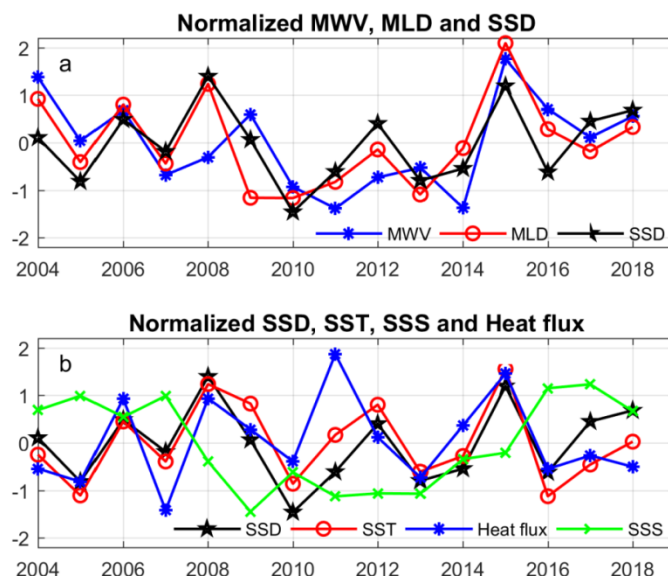 Normalized MWV, MLD and SSD
a
2
1
0
-1
-2
MWV MLD SSD
2004 2006 2008 2010 2012 2014 2016 2018
Normalized SSD, SST, SSS and Heat flux
b
2
1
0
-1
-2
SSD SST Heat flux SSS
2004 2006 2008 2010 2012 2014 2016 2018